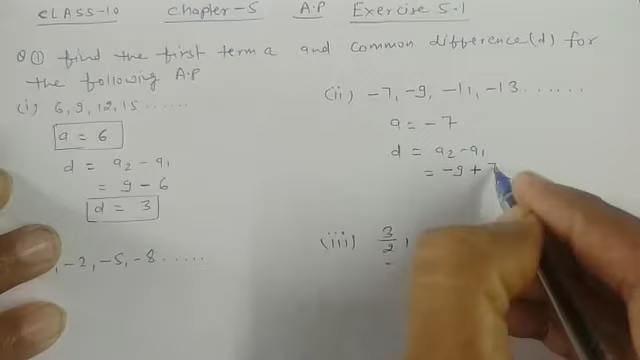 CLASS-10 Chapter-5 A.P Exercise 5.1
Q① find the first term a and common difference(d) for
the following A.P
(i) 6, 9, 12, 15 ......
a = 6
d = a₂ - a₁
= 9 - 6
d = 3
, -2, -5, -8 .....
(ii) -7, -9, -11, -13.......
a = -7
d = a₂ - a₁
= -9 + 7
(iii) 3/2,